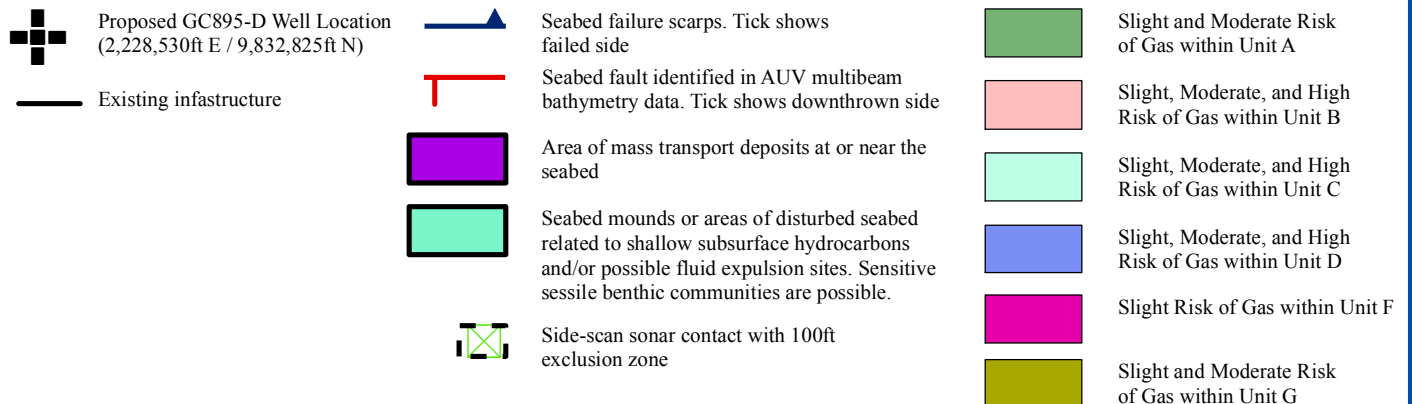 Proposed GC895-D Well Location
(2,228,530ft E / 9,832,825ft N)
Existing infastructure
Seabed failure scarps. Tick shows
failed side
Seabed fault identified in AUV multibeam
bathymetry data. Tick shows downthrown side
Area of mass transport deposits at or near the
seabed
Seabed mounds or areas of disturbed seabed
related to shallow subsurface hydrocarbons
and/or possible fluid expulsion sites. Sensitive
sessile benthic communities are possible.
Side-scan sonar contact with 100ft
exclusion zone
Slight and Moderate Risk
of Gas within Unit A
Slight, Moderate, and High
Risk of Gas within Unit B
Slight, Moderate, and High
Risk of Gas within Unit C
Slight, Moderate, and High
Risk of Gas within Unit D
Slight Risk of Gas within Unit F
Slight and Moderate Risk
of Gas within Unit G